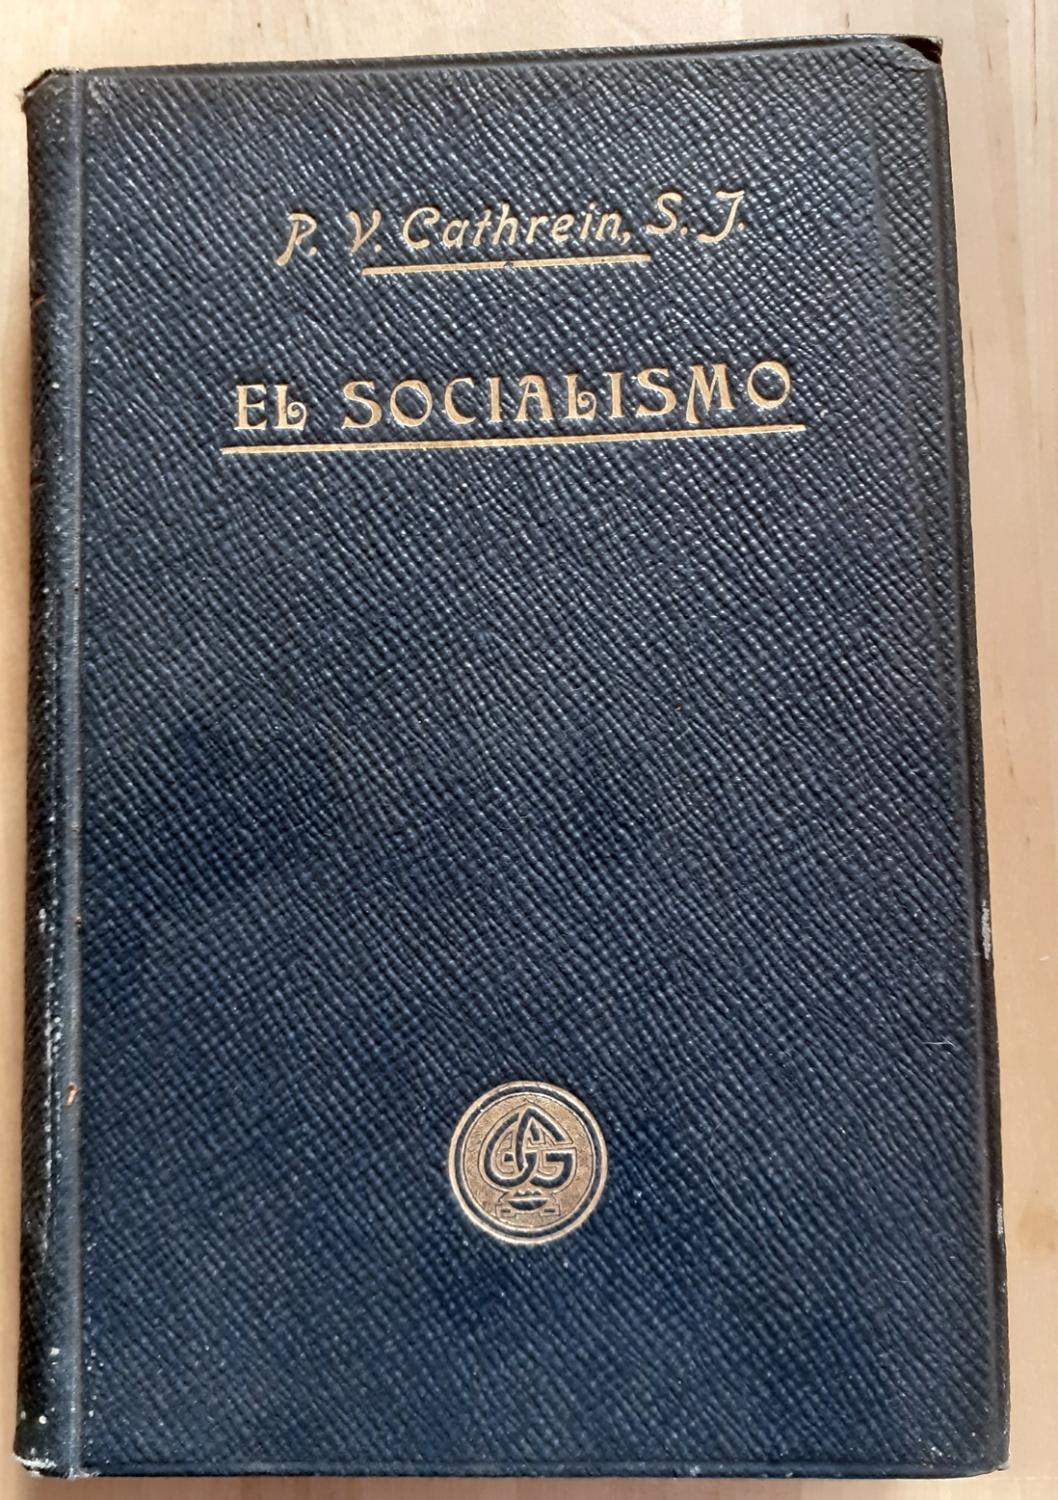 P. V. Cathrein, S. J.
EL SOCIALISMO